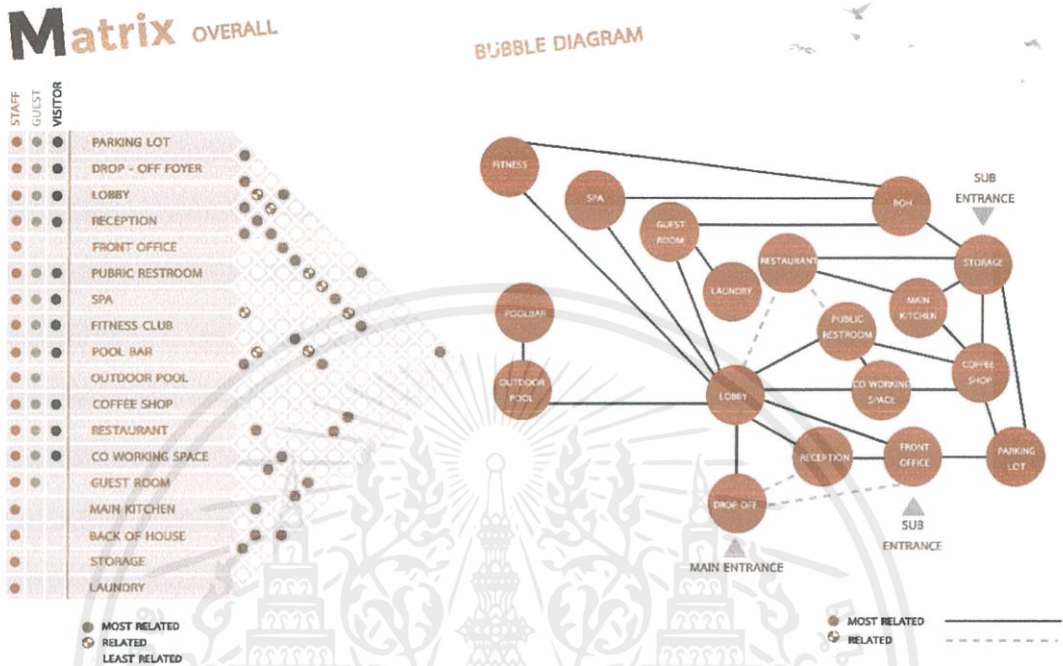 Matrix OVERALL
BUBBLE DIAGRAM
STAFF
GUEST
VISITOR
PARKING LOT
DROP - OFF FOYER
LOBBY
RECEPTION
FRONT OFFICE
PUBRIC RESTROOM
SPA
FITNESS CLUB
POOL BAR
OUTDOOR POOL
COFFEE SHOP
RESTAURANT
CO WORKING SPACE
GUEST ROOM
MAIN KITCHEN
BACK OF HOUSE
STORAGE
LAUNDRY
MOST RELATED
RELATED
LEAST RELATED
FITNESS
SPA
BOH
SUB
ENTRANCE
GUEST
ROOM
RESTAURANT
STORAGE
LAUNDRY
MAIN
KITCHEN
POOLBAR
PUBLIC
RESTROOM
COFFEE
SHOP
OUTDOOR
POOL
LOBBY
CO WORKING
SPACE
RECEPTION
FRONT
OFFICE
PARKING
LOT
DROP OFF
SUB
ENTRANCE
MAIN ENTRANCE
MOST RELATED
RELATED